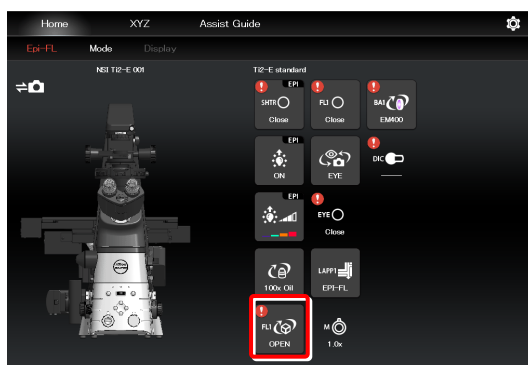 Home XYZ Assist Guide
Epi-FL Mode Display
NSI Ti2-E 001
Ti2-E standard
EPI
SHTR
Close
FL1
Close
BA1
EM400
EPI
ON
EYE
DIC
EPI
EYE
Close
100x Oil
LAPP1
EPI-FL
FL1
OPEN
M
1.0x